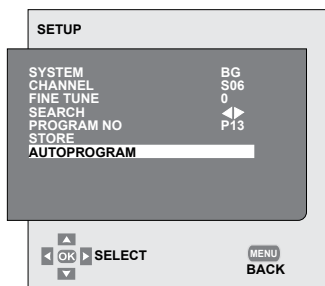 SETUP
SYSTEM BG
CHANNEL S06
FINE TUNE 0
SEARCH
PROGRAM NO P13
STORE
AUTOPROGRAM
OK SELECT
MENU
BACK